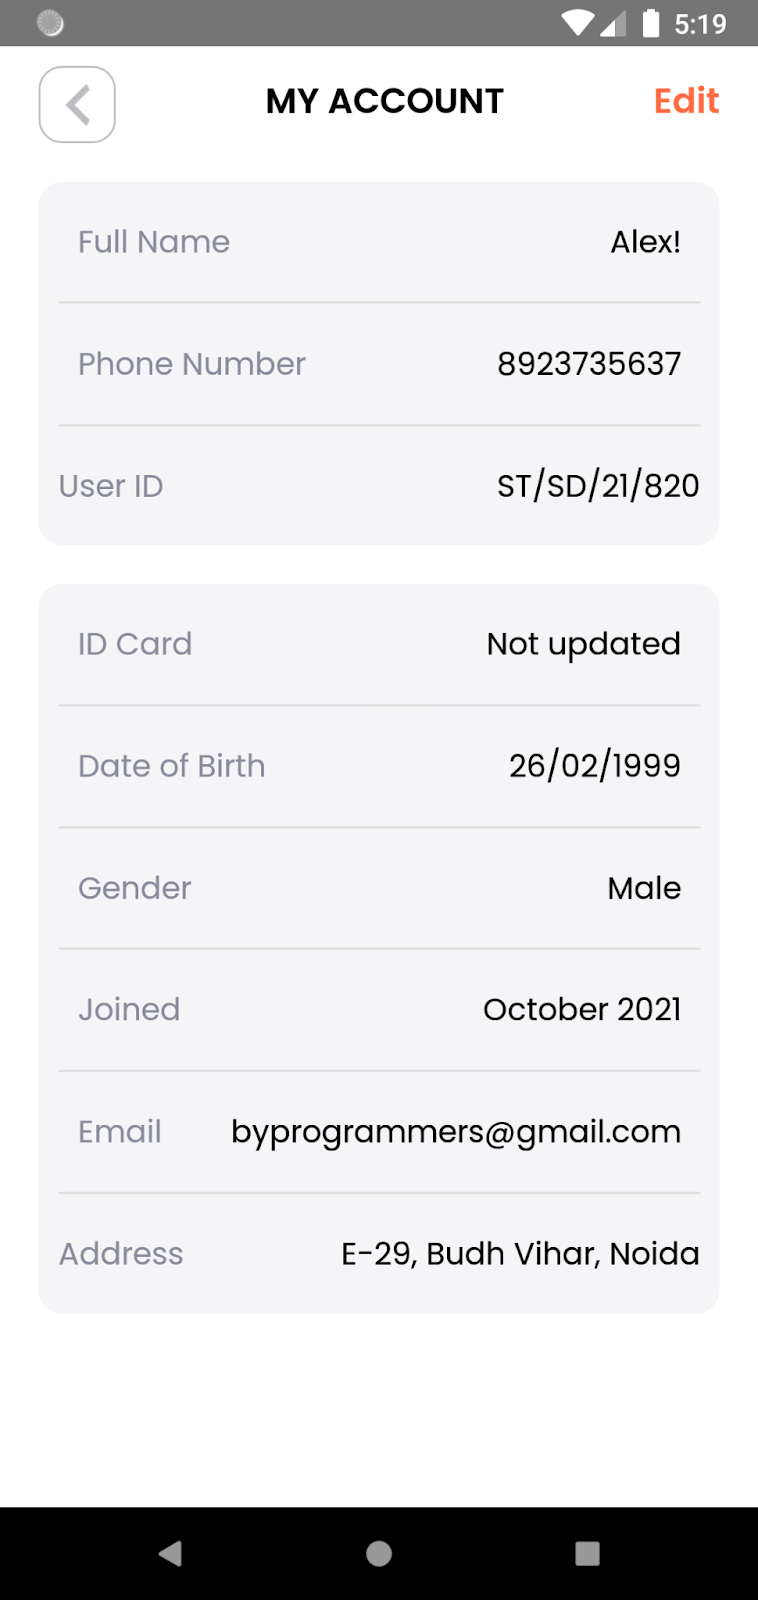 5:19
MY ACCOUNT Edit
Full Name Alex!
Phone Number 8923735637
User ID ST/SD/21/820
ID Card Not updated
Date of Birth 26/02/1999
Gender Male
Joined October 2021
Email byprogrammers@gmail.com
Address E-29, Budh Vihar, Noida